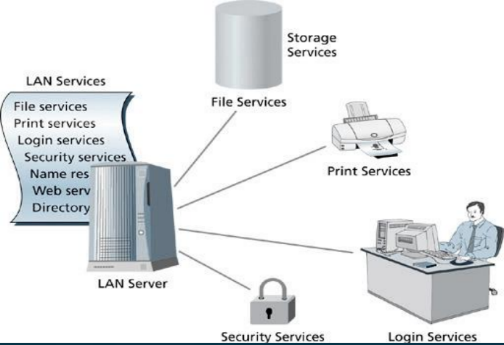 Storage
Services
File Services
LAN Services
File services
Print services
Login services
Security services
Name res
Web serv
Directory
Print Services
LAN Server
Security Services
Login Services